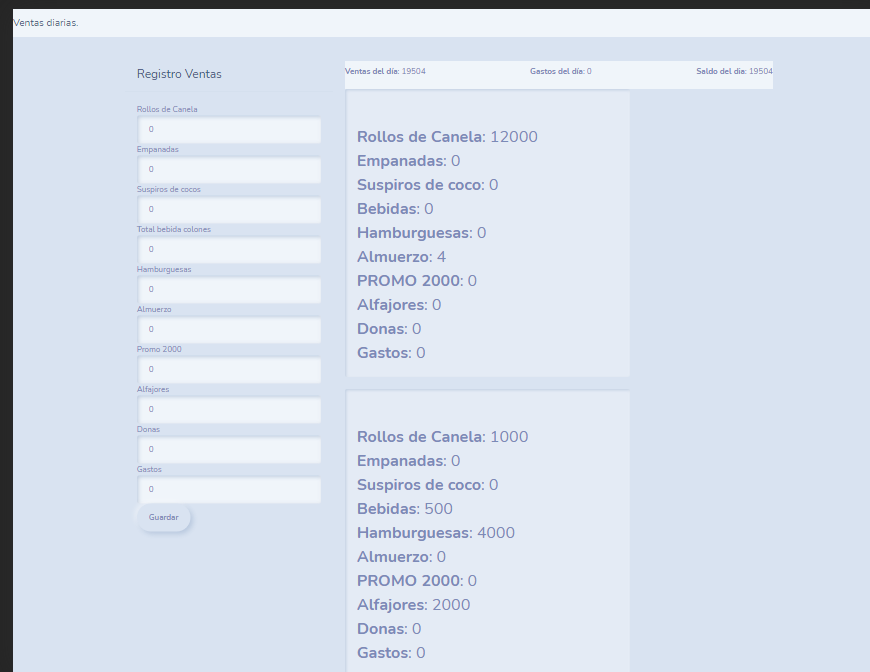 Ventas diarias.
Registro Ventas
Rollos de Canela
0
Empanadas
0
Suspiros de cocos
0
Total bebida colones
0
Hamburguesas
0
Almuerzo
0
Promo 2000
0
Alfajores
0
Donas
0
Gastos
0
Guardar
Ventas del día: 19504 Gastos del día: 0 Saldo del día: 19504
Rollos de Canela: 12000
Empanadas: 0
Suspiros de coco: 0
Bebidas: 0
Hamburguesas: 0
Almuerzo: 4
PROMO 2000: 0
Alfajores: 0
Donas: 0
Gastos: 0
Rollos de Canela: 1000
Empanadas: 0
Suspiros de coco: 0
Bebidas: 500
Hamburguesas: 4000
Almuerzo: 0
PROMO 2000: 0
Alfajores: 2000
Donas: 0
Gastos: 0